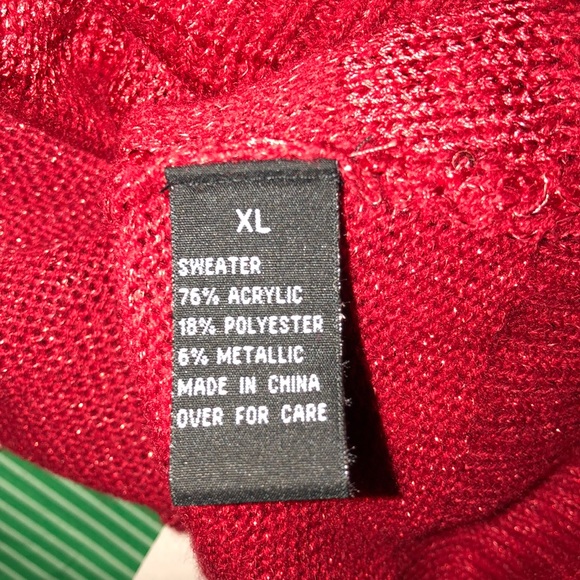 XL
SWEATER
76% ACRYLIC
18% POLYESTER
6% METALLIC
MADE IN CHINA
OVER FOR CARE